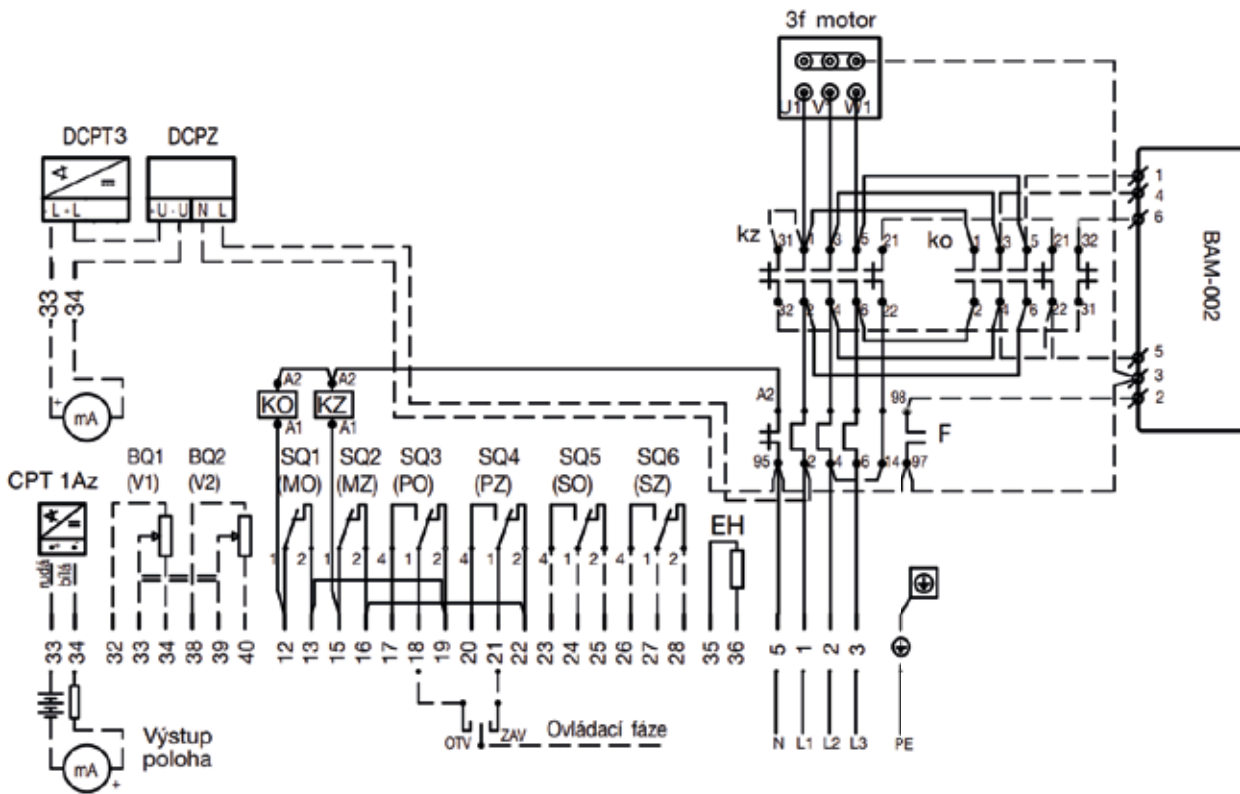 3f motor
U1 V1 W1
DCPT3 DCPZ
- L + L +U - U N L
1
4
6
BAM-002
5
3
2
kz 31 1 3 5 21 ko 1 3 5 21 32
32 2 4 6 22 2 4 6 22 31
33 34
+ mA
A2 A2
KO KZ
A1 A1
A2 98
F
95 2 4 6 14 97
CPT 1Az
BQ1 BQ2 SQ1 SQ2 SQ3 SQ4 SQ5 SQ6
(V1) (V2) (MO) (MZ) (PO) (PZ) (SO) (SZ)
EH
rudá
bílá
1 2 1 2 4 1 2 4 1 2 4 1 2 4 1 2
33 34 32 33 34 38 39 40 12 13 15 16 17 18 19 20 21 22 23 24 25 26 27 28 35 36 5 1 2 3
Výstup
poloha
mA +
OTV ZAV Ovládací fáze
N L1 L2 L3 PE